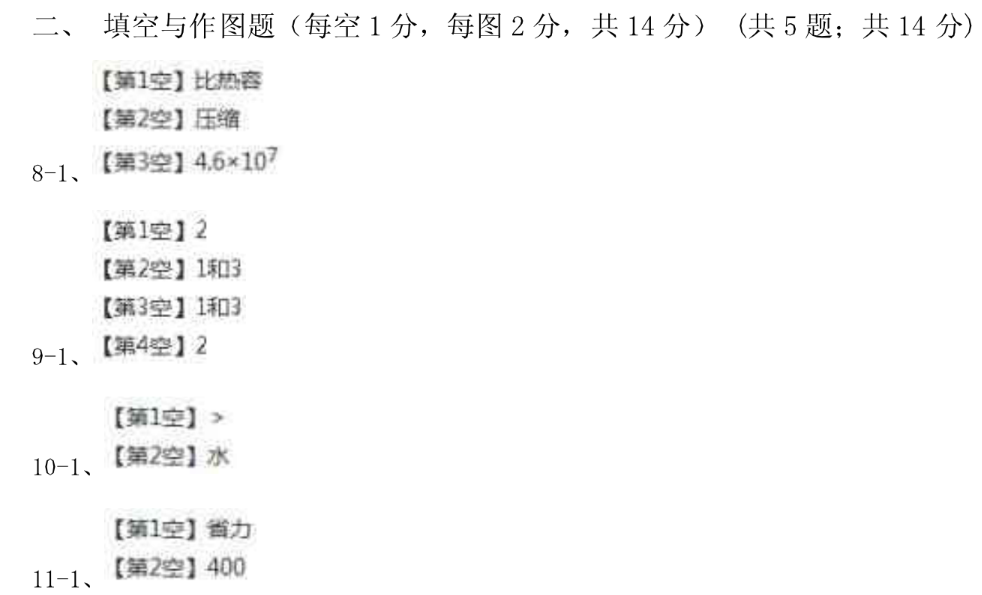 二、 填空与作图题（每空 1 分，每图 2 分，共 14 分） (共 5 题；共 14 分)
【第1空】比热容
【第2空】压缩
8-1、【第3空】4.6×10⁷
【第1空】2
【第2空】1和3
【第3空】1和3
9-1、【第4空】2
【第1空】>
10-1、【第2空】水
【第1空】省力
11-1、【第2空】400